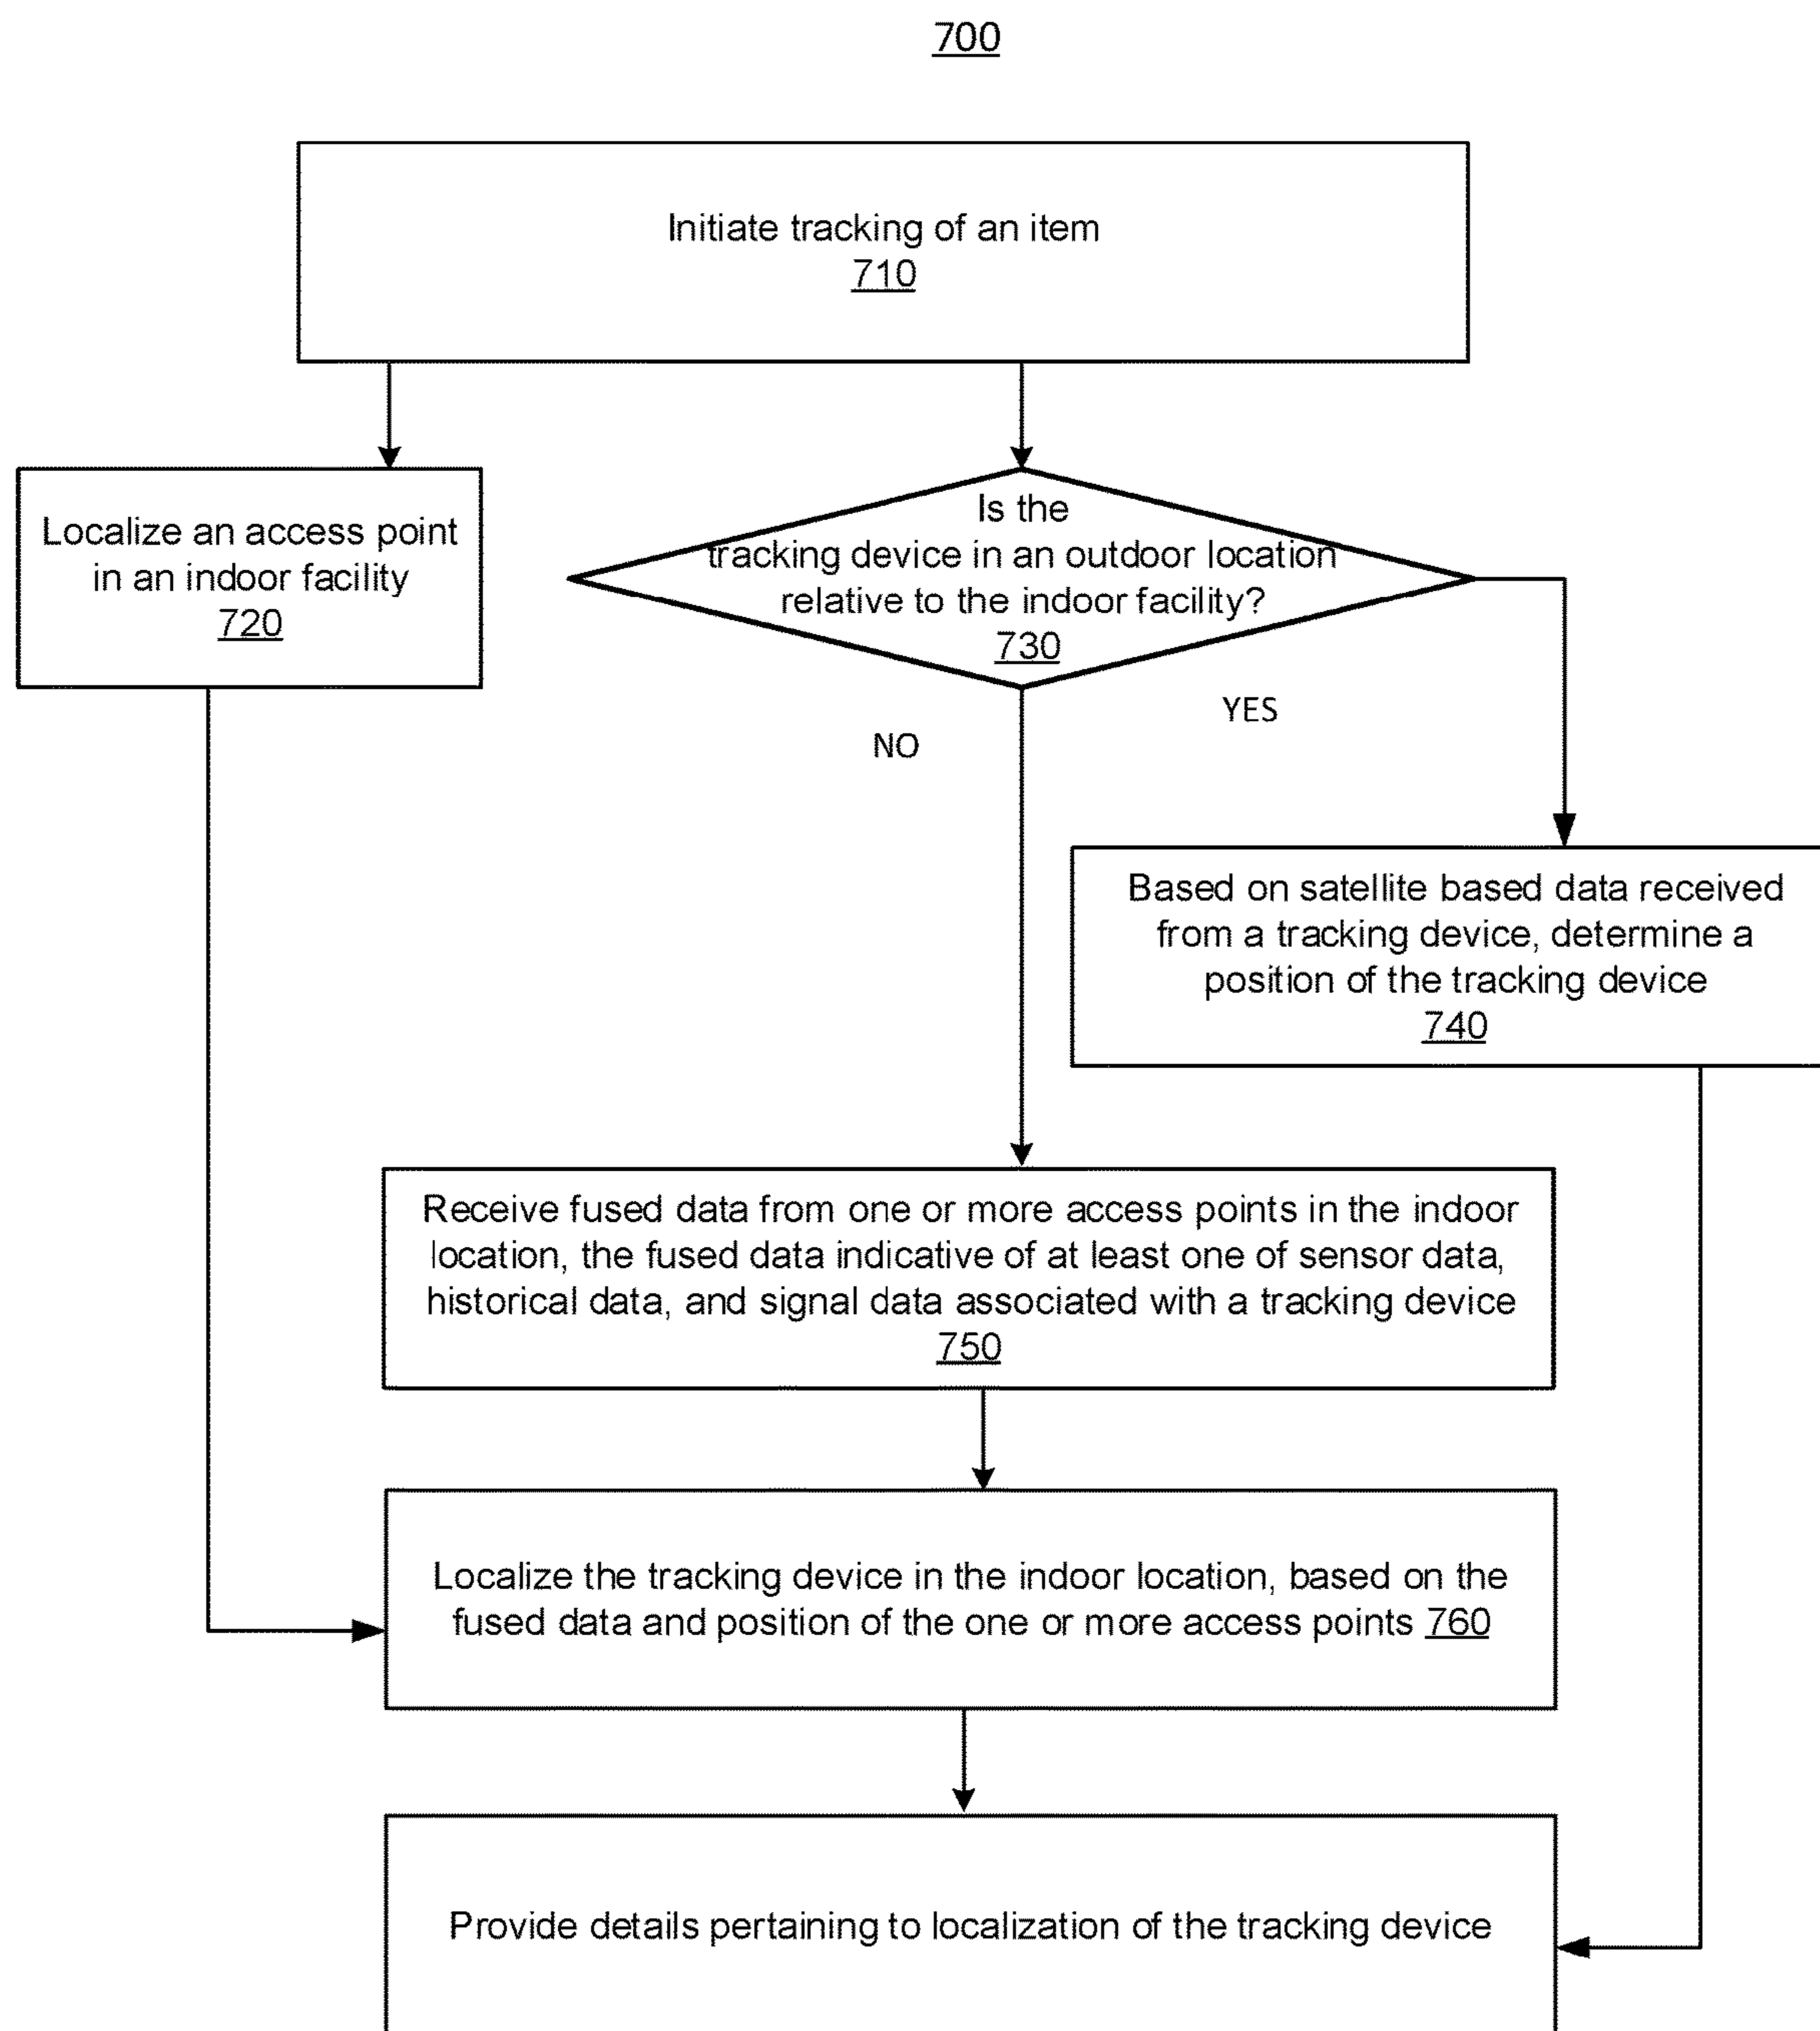 700
Initiate tracking of an item
710
Localize an access point
in an indoor facility
720
Is the
tracking device in an outdoor location
relative to the indoor facility?
730
YES
NO
Based on satellite based data received
from a tracking device, determine a
position of the tracking device
740
Receive fused data from one or more access points in the indoor
location, the fused data indicative of at least one of sensor data,
historical data, and signal data associated with a tracking device
750
Localize the tracking device in the indoor location, based on the
fused data and position of the one or more access points 760
Provide details pertaining to localization of the tracking device